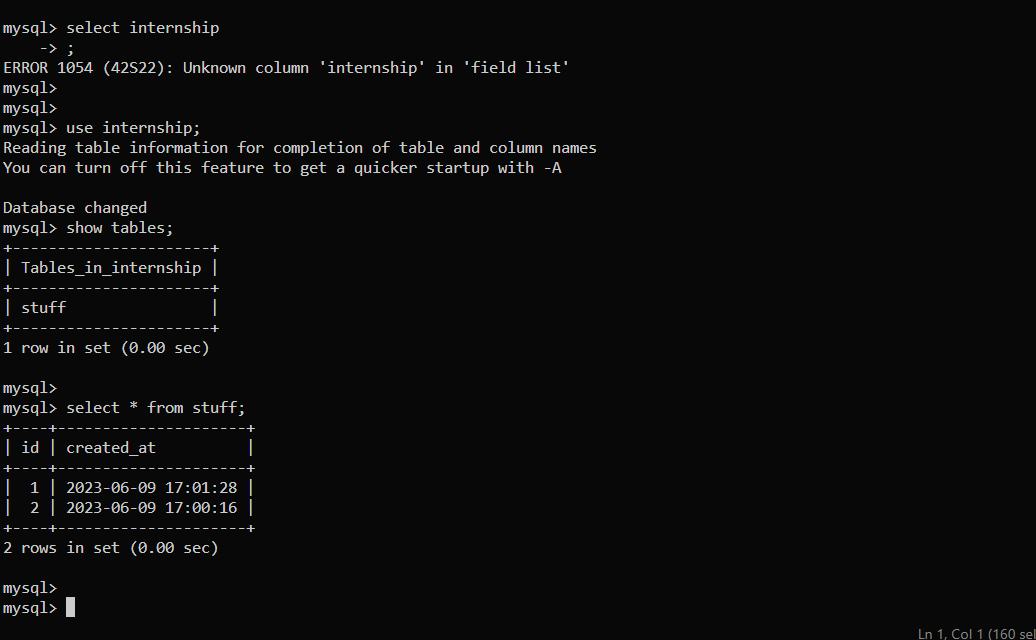 mysql> select internship
    -> ;
ERROR 1054 (42S22): Unknown column 'internship' in 'field list'
mysql>
mysql>
mysql> use internship;
Reading table information for completion of table and column names
You can turn off this feature to get a quicker startup with -A

Database changed
mysql> show tables;
+----------------------+
| Tables_in_internship |
+----------------------+
| stuff                |
+----------------------+
1 row in set (0.00 sec)

mysql>
mysql> select * from stuff;
+----+---------------------+
| id | created_at          |
+----+---------------------+
|  1 | 2023-06-09 17:01:28 |
|  2 | 2023-06-09 17:00:16 |
+----+---------------------+
2 rows in set (0.00 sec)

mysql>
mysql>
Ln 1, Col 1 (160 sel